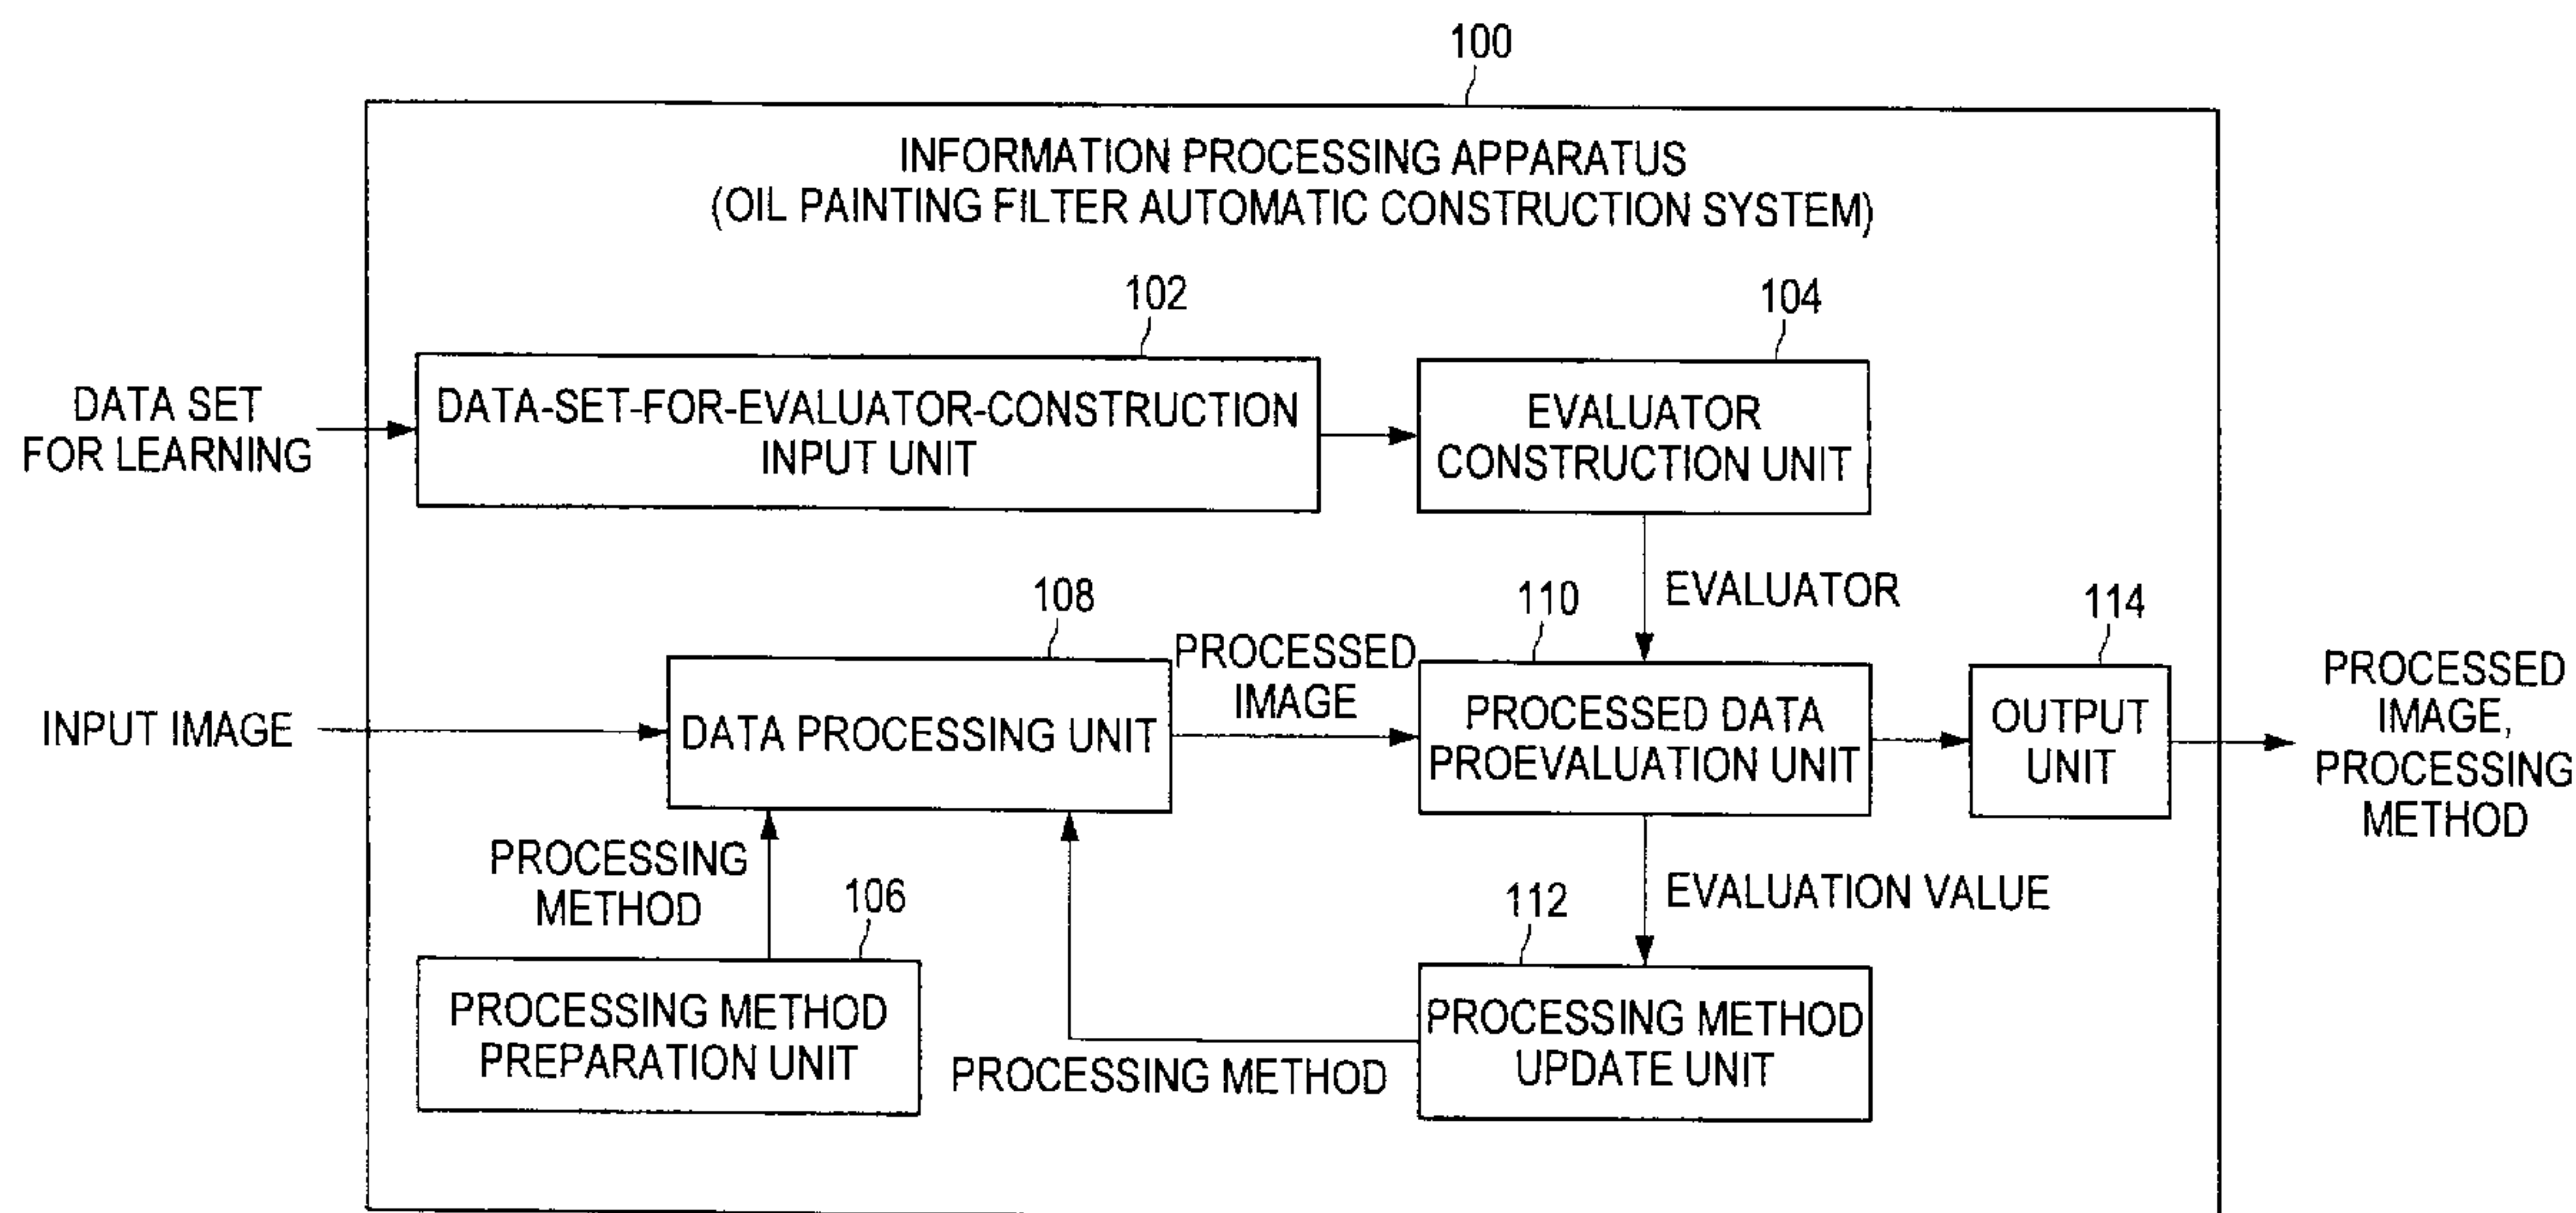 100
INFORMATION PROCESSING APPARATUS
(OIL PAINTING FILTER AUTOMATIC CONSTRUCTION SYSTEM)
102
104
DATA SET
FOR LEARNING
DATA-SET-FOR-EVALUATOR-CONSTRUCTION
INPUT UNIT
EVALUATOR
CONSTRUCTION UNIT
108
110
EVALUATOR
114
INPUT IMAGE
DATA PROCESSING UNIT
PROCESSED
IMAGE
PROCESSED DATA
PROEVALUATION UNIT
OUTPUT
UNIT
PROCESSED
IMAGE,
PROCESSING
METHOD
PROCESSING
METHOD
106
112
EVALUATION VALUE
PROCESSING METHOD
PREPARATION UNIT
PROCESSING METHOD
PROCESSING METHOD
UPDATE UNIT